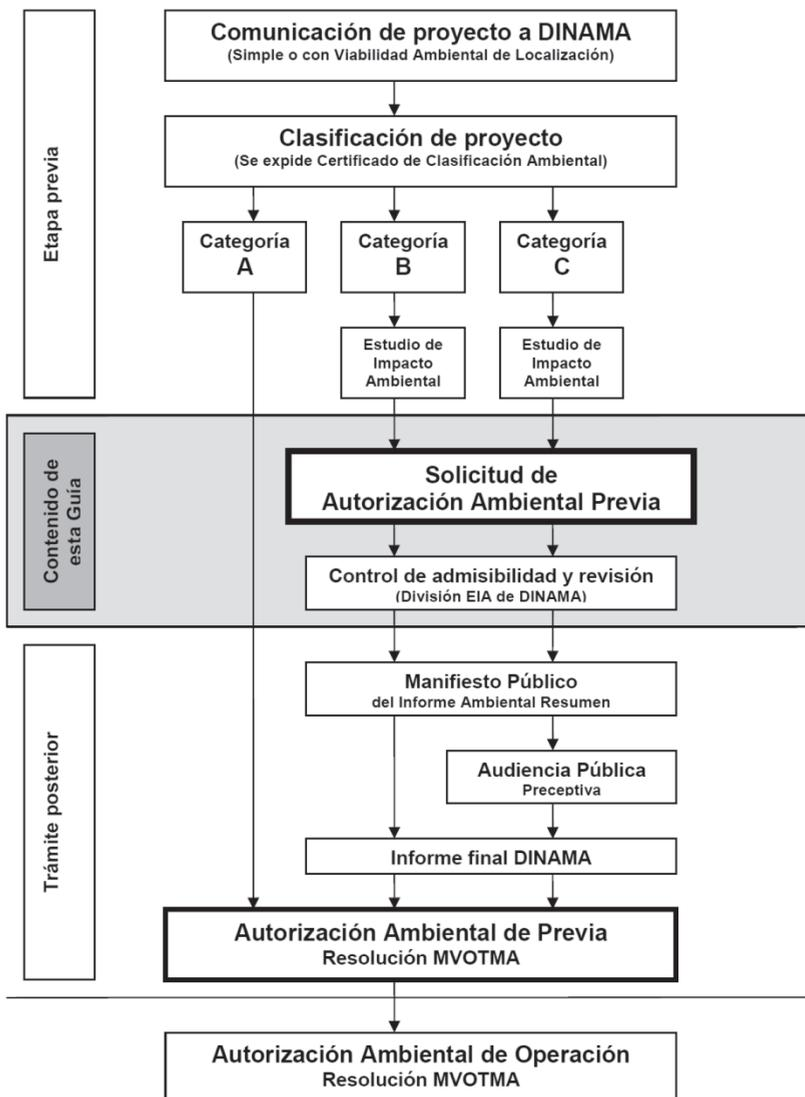 Comunicación de proyecto a DINAMA
(Simple o con Viabilidad Ambiental de Localización)
Etapa previa
Clasificación de proyecto
(Se expide Certificado de Clasificación Ambiental)
Categoría
A
Categoría
B
Categoría
C
Estudio de
Impacto
Ambiental
Estudio de
Impacto
Ambiental
Contenido de
esta Guía
Solicitud de
Autorización Ambiental Previa
Control de admisibilidad y revisión
(División EIA de DINAMA)
Trámite posterior
Manifiesto Público
del Informe Ambiental Resumen
Audiencia Pública
Preceptiva
Informe final DINAMA
Autorización Ambiental de Previa
Resolución MVOTMA
Autorización Ambiental de Operación
Resolución MVOTMA